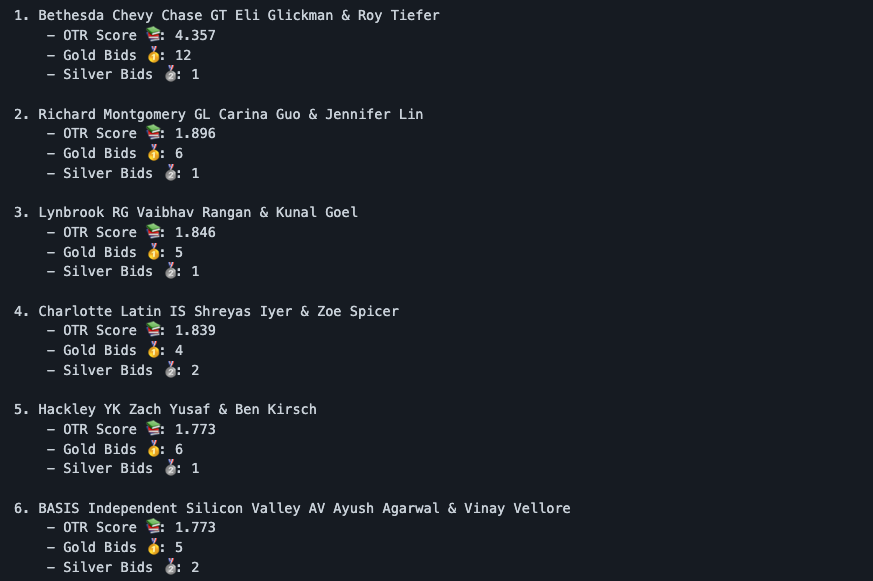 1. Bethesda Chevy Chase GT Eli Glickman & Roy Tiefer
– OTR Score 📚: 4.357
– Gold Bids 🥇: 12
– Silver Bids 🥈: 1
2. Richard Montgomery GL Carina Guo & Jennifer Lin
– OTR Score 📚: 1.896
– Gold Bids 🥇: 6
– Silver Bids 🥈: 1
3. Lynbrook RG Vaibhav Rangan & Kunal Goel
– OTR Score 📚: 1.846
– Gold Bids 🥇: 5
– Silver Bids 🥈: 1
4. Charlotte Latin IS Shreyas Iyer & Zoe Spicer
– OTR Score 📚: 1.839
– Gold Bids 🥇: 4
– Silver Bids 🥈: 2
5. Hackley YK Zach Yusaf & Ben Kirsch
– OTR Score 📚: 1.773
– Gold Bids 🥇: 6
– Silver Bids 🥈: 1
6. BASIS Independent Silicon Valley AV Ayush Agarwal & Vinay Vellore
– OTR Score 📚: 1.773
– Gold Bids 🥇: 5
– Silver Bids 🥈: 2